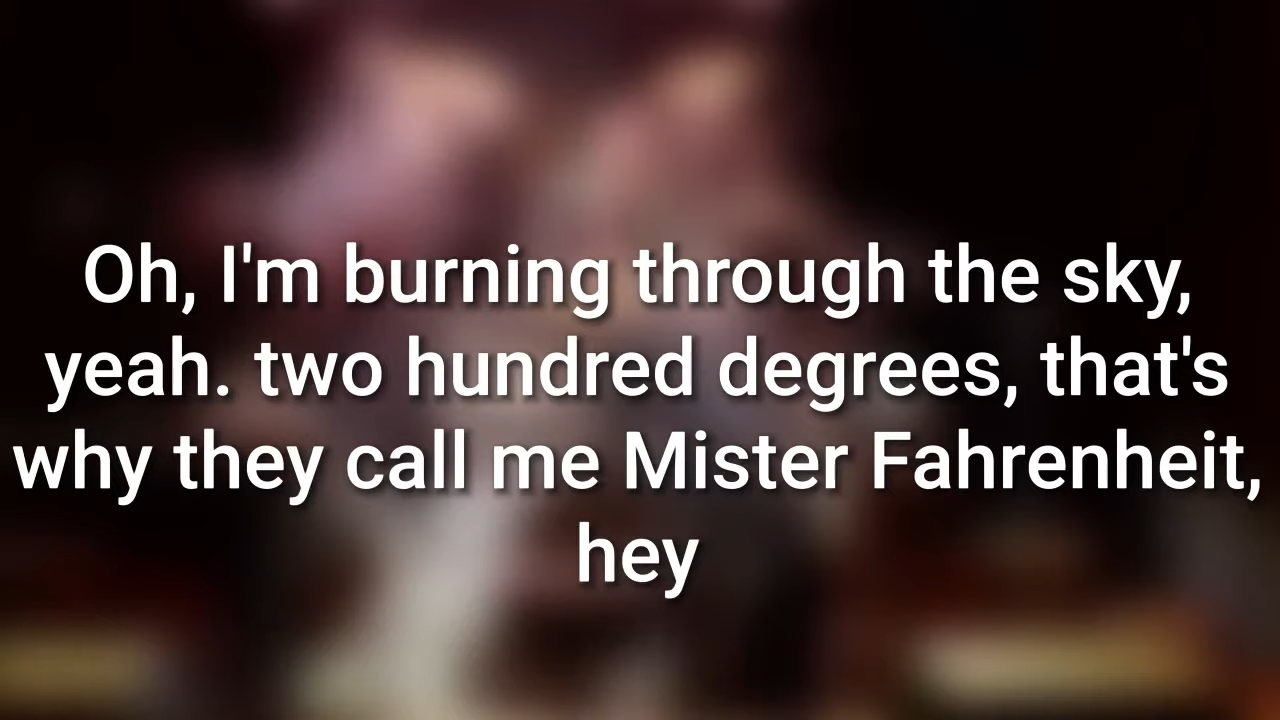 Oh, I'm burning through the sky,
yeah. two hundred degrees, that's
why they call me Mister Fahrenheit,
hey